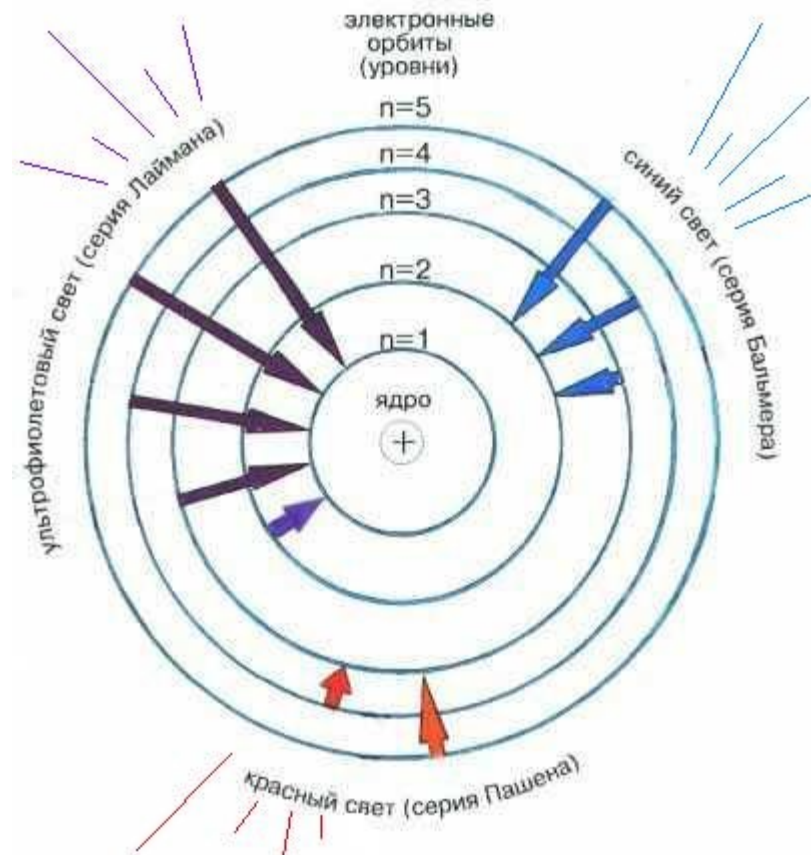 электронные
орбиты
(уровни)
n=5
n=4
n=3
n=2
n=1
ядро
+
ультрофиолетовый свет (серия Лаймана)
синий свет (серия Бальмера)
красный свет (серия Пашена)